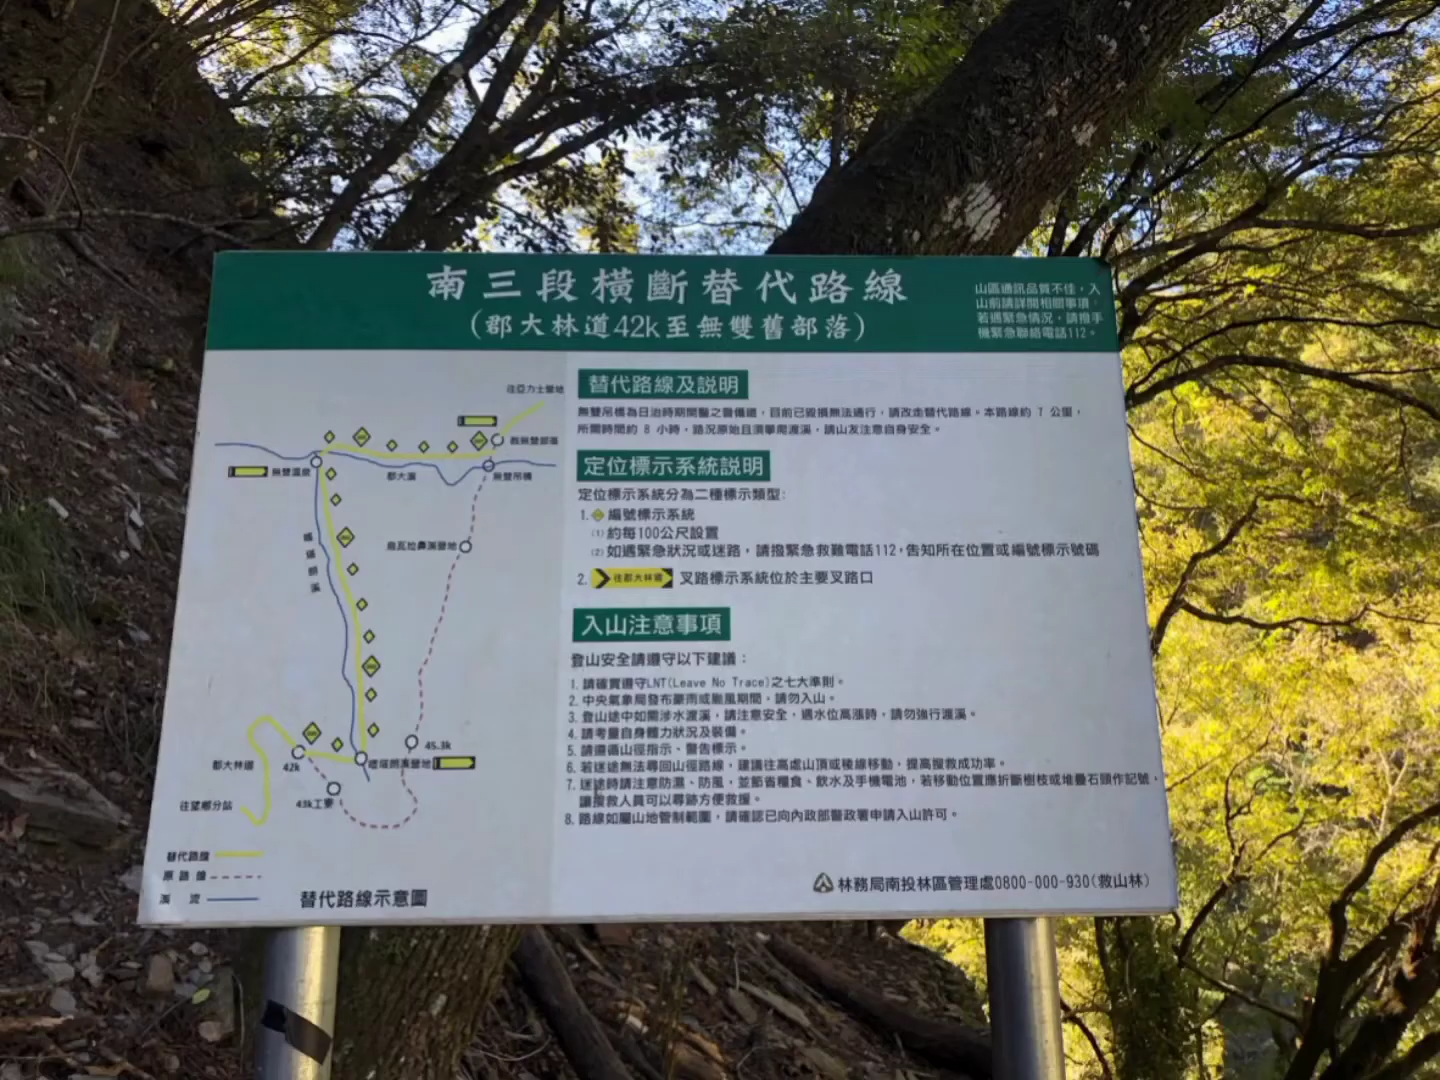 南三段橫斷替代路線
(郡大林道42k至無雙舊部落)
山區通訊品質不佳，入
山前請詳閱相關事項，
若遇緊急情況，請撥手
機緊急聯絡電話112。
往亞力士營地
舊無雙部落
無雙溫泉
郡大溪
無雙吊橋
烏瓦拉鼻溪營地
45.3k
郡大林道
42k
營地
43k工寮
往望鄉分站
替代路線
原路線
溪流
替代路線示意圖
替代路線及說明
無雙吊橋為日治時期開鑿之警備道，目前已毀損無法通行，請改走替代路線。本路線約 7 公里，
所需時間約 8 小時，路況原始且須攀爬渡溪，請山友注意自身安全。
定位標示系統説明
定位標示系統分為二種標示類型:
1. 編號標示系統
(1) 約每100公尺設置
(2) 如遇緊急狀況或迷路，請撥緊急救難電話112，告知所在位置或編號標示號碼
2. 往郡大林道 叉路標示系統位於主要叉路口
入山注意事項
登山安全請遵守以下建議：
1. 請確實遵守LNT(Leave No Trace)之七大準則。
2. 中央氣象局發布豪雨或颱風期間，請勿入山。
3. 登山途中如需涉水渡溪，請注意安全，遇水位高漲時，請勿強行渡溪。
4. 請考量自身體力狀況及裝備。
5. 請遵循山徑指示、警告標示。
6. 若迷途無法尋回山徑路線，建議往高處山頂或稜線移動，提高搜救成功率。
7. 迷途時請注意防濕、防風，並節省糧食、飲水及手機電池，若移動位置應折斷樹枝或堆疊石頭作記號，
讓搜救人員可以尋跡方便救援。
8. 路線如屬山地管制範圍，請確認已向內政部警政署申請入山許可。
林務局南投林區管理處0800-000-930(救山林)